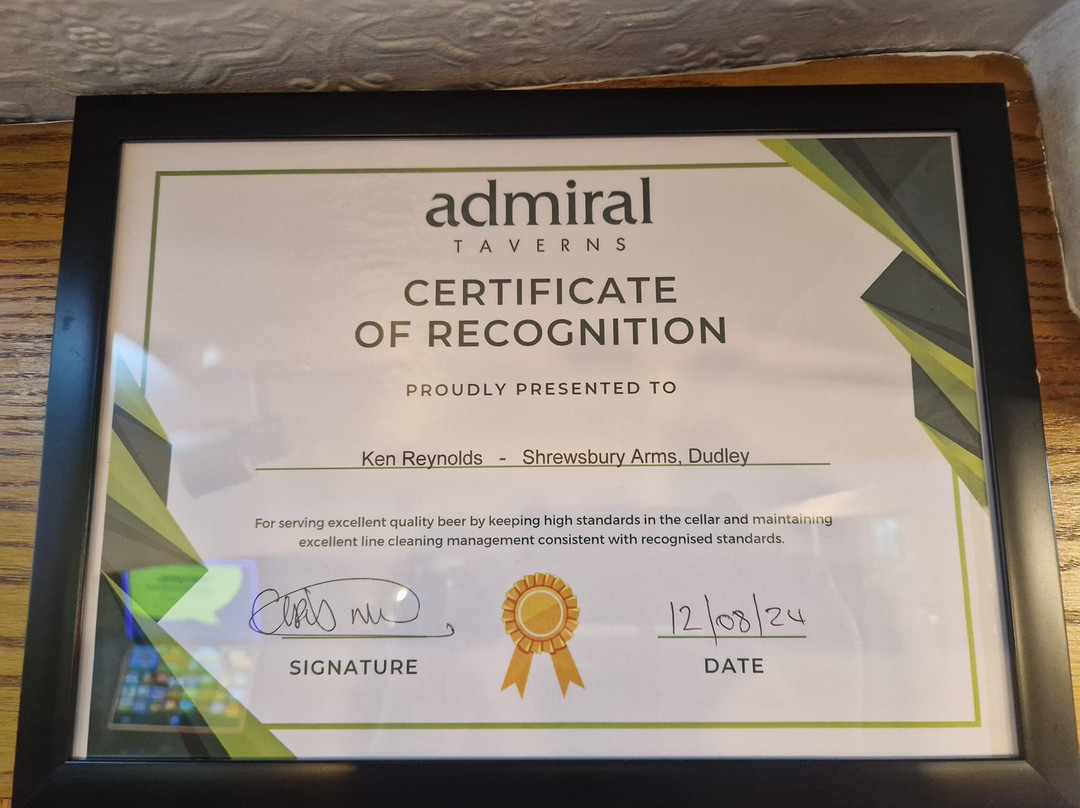 admiral
TAVERNS
CERTIFICATE
OF RECOGNITION
PROUDLY PRESENTED TO
Ken Reynolds - Shrewsbury Arms, Dudley
For serving excellent quality beer by keeping high standards in the cellar and maintaining
excellent line cleaning management consistent with recognised standards.
12/08/24
SIGNATURE DATE